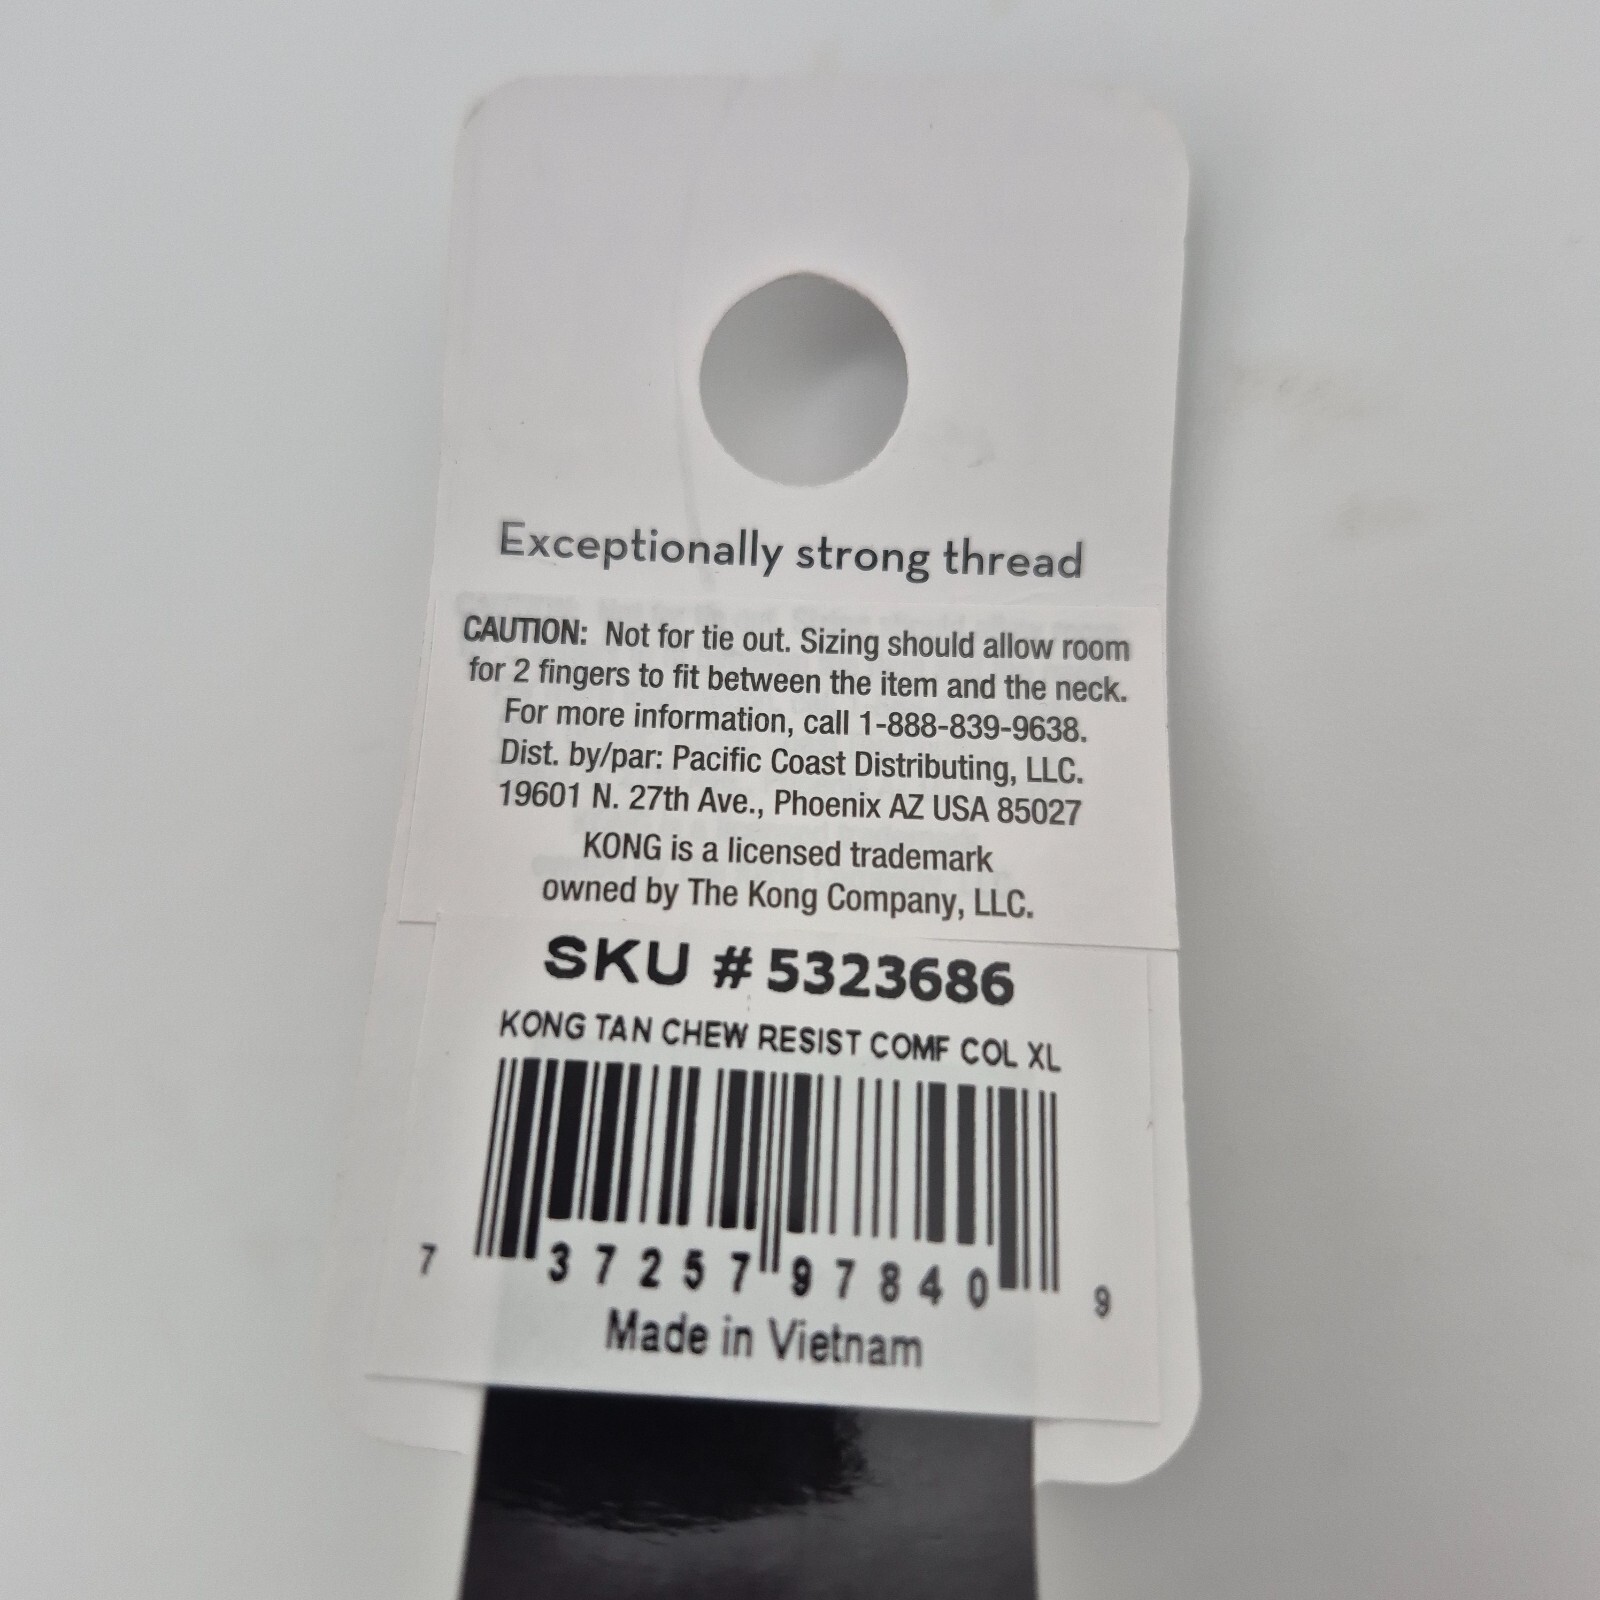 Exceptionally strong thread
CAUTION: Not for tie out. Sizing should allow room
for 2 fingers to fit between the item and the neck.
For more information, call 1-888-839-9638.
Dist. by/par: Pacific Coast Distributing, LLC.
19601 N. 27th Ave., Phoenix AZ USA 85027
KONG is a licensed trademark
owned by The Kong Company, LLC.
SKU # 5323686
KONG TAN CHEW RESIST COMF COL XL
7 37257 97840 9
Made in Vietnam